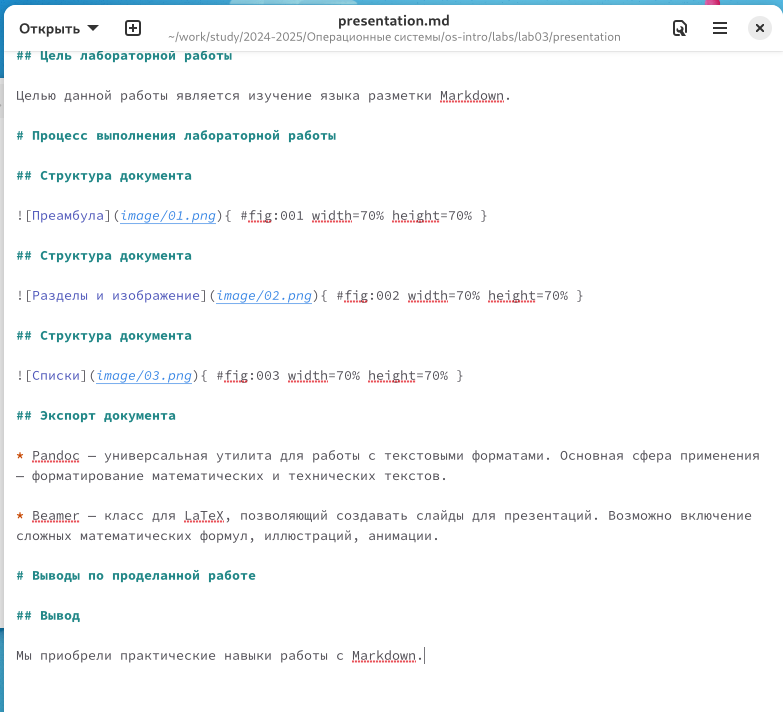 Открыть
presentation.md
~/work/study/2024-2025/Операционные системы/os-intro/labs/lab03/presentation
## Цель лабораторной работы
Целью данной работы является изучение языка разметки Markdown.
# Процесс выполнения лабораторной работы
## Структура документа
![Преамбула](image/01.png){ #fig:001 width=70% height=70% }
## Структура документа
![Разделы и изображение](image/02.png){ #fig:002 width=70% height=70% }
## Структура документа
![Списки](image/03.png){ #fig:003 width=70% height=70% }
## Экспорт документа
* Pandoc — универсальная утилита для работы с текстовыми форматами. Основная сфера применения
— форматирование математических и технических текстов.
* Beamer — класс для LaTeX, позволяющий создавать слайды для презентаций. Возможно включение
сложных математических формул, иллюстраций, анимации.
# Выводы по проделанной работе
## Вывод
Мы приобрели практические навыки работы с Markdown.